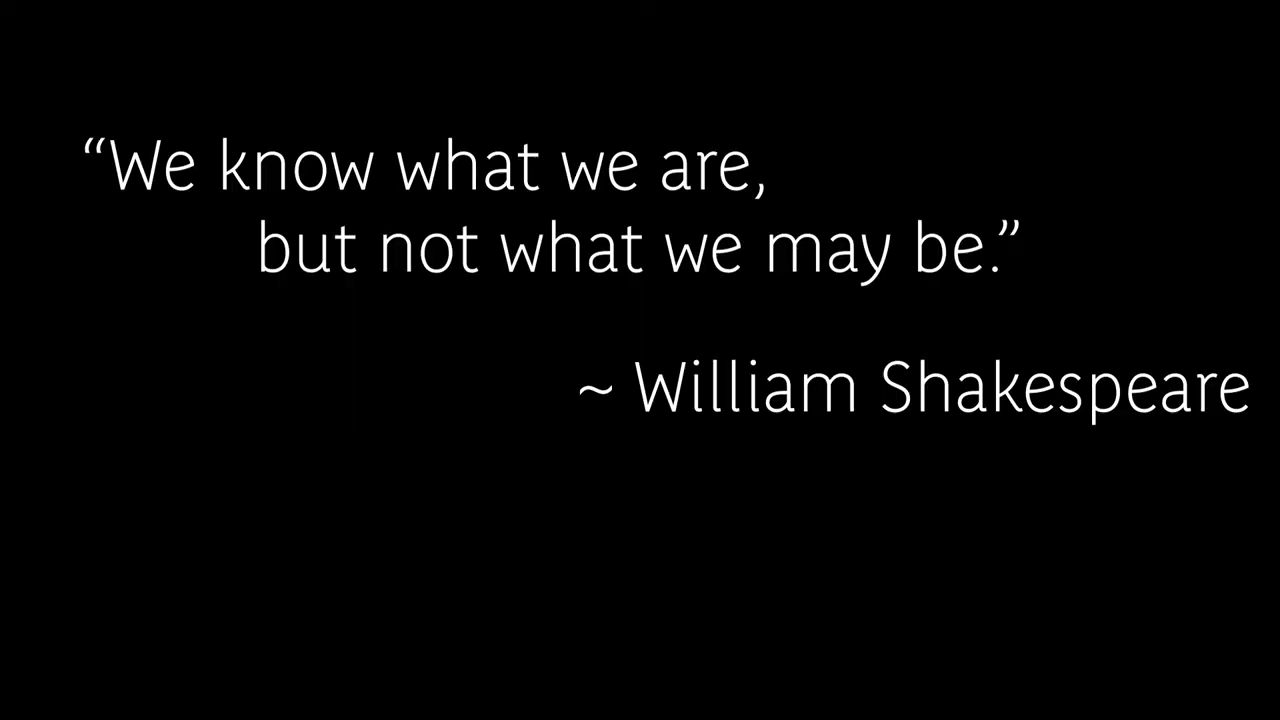 “We know what we are,
but not what we may be.”
~ William Shakespeare